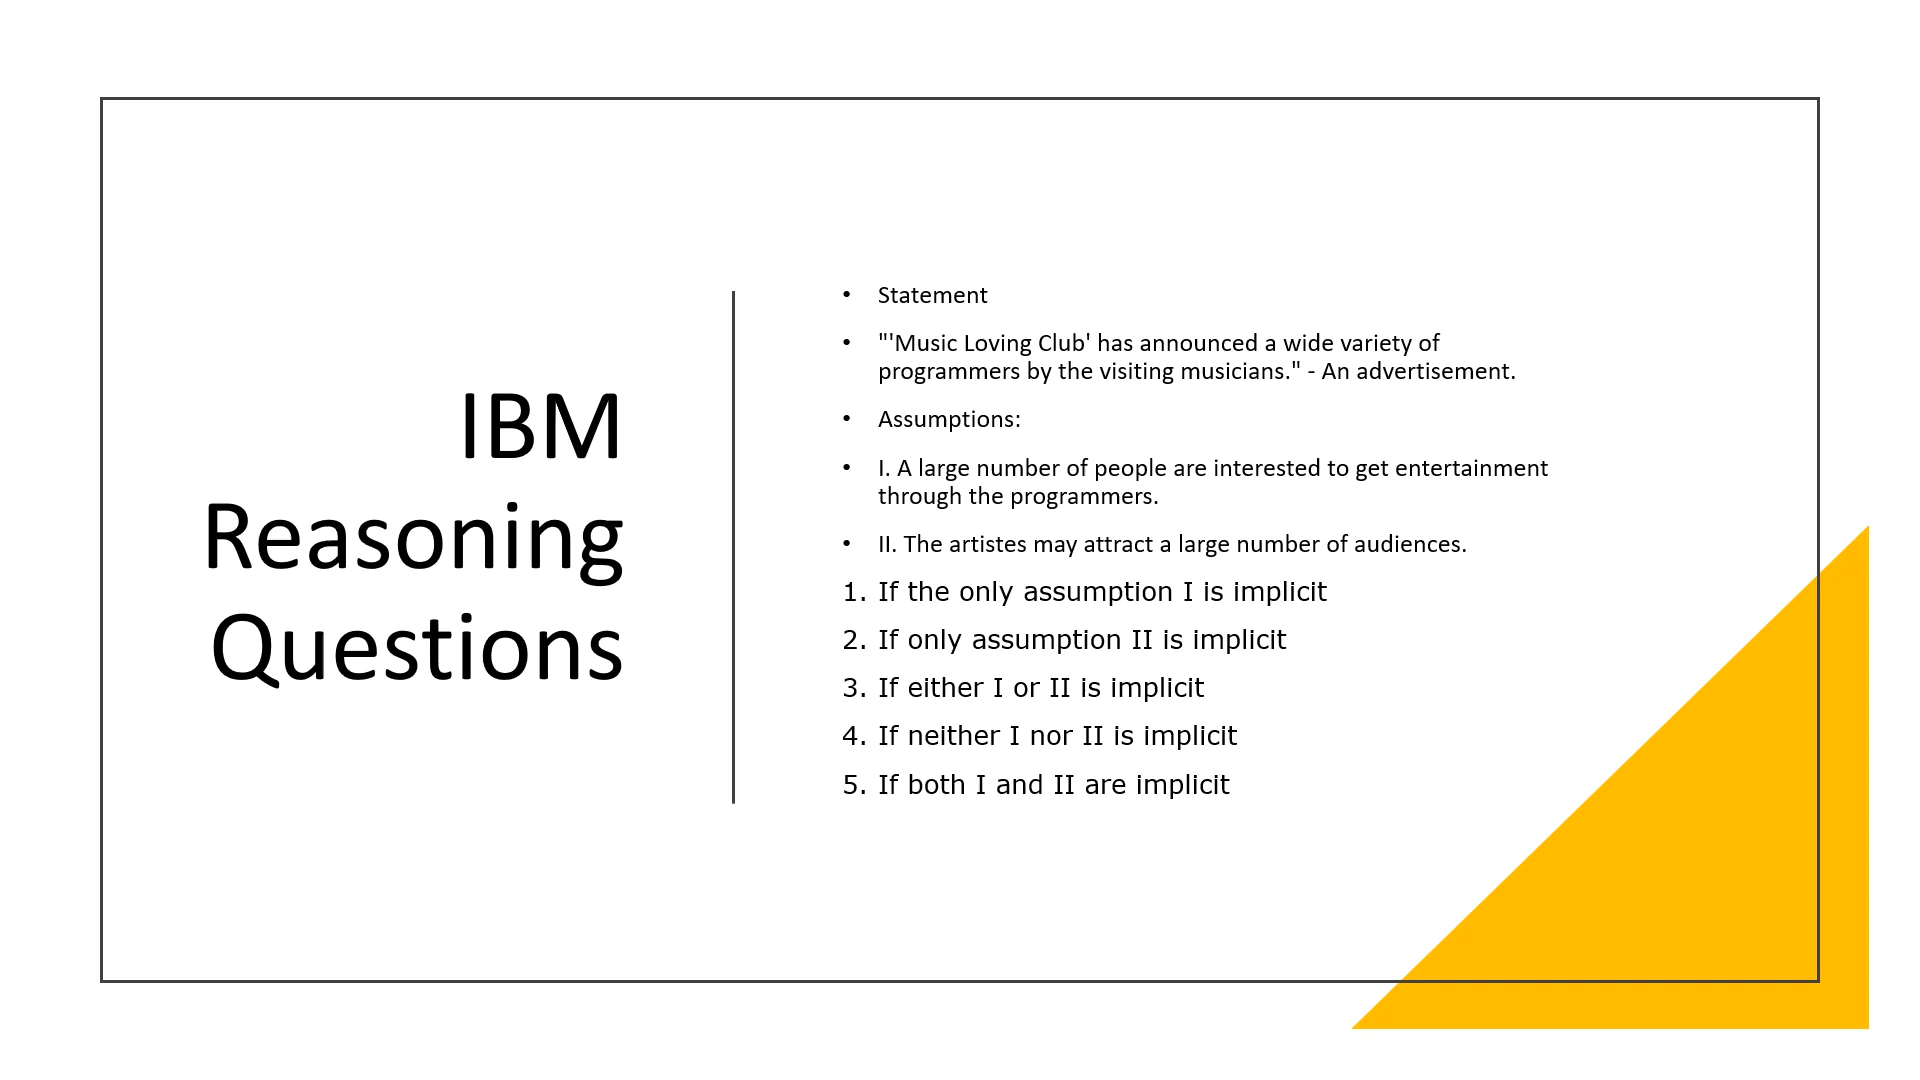 IBM
Reasoning
Questions
• Statement
• "'Music Loving Club' has announced a wide variety of
programmers by the visiting musicians." - An advertisement.
• Assumptions:
• I. A large number of people are interested to get entertainment
through the programmers.
• II. The artistes may attract a large number of audiences.
1. If the only assumption I is implicit
2. If only assumption II is implicit
3. If either I or II is implicit
4. If neither I nor II is implicit
5. If both I and II are implicit